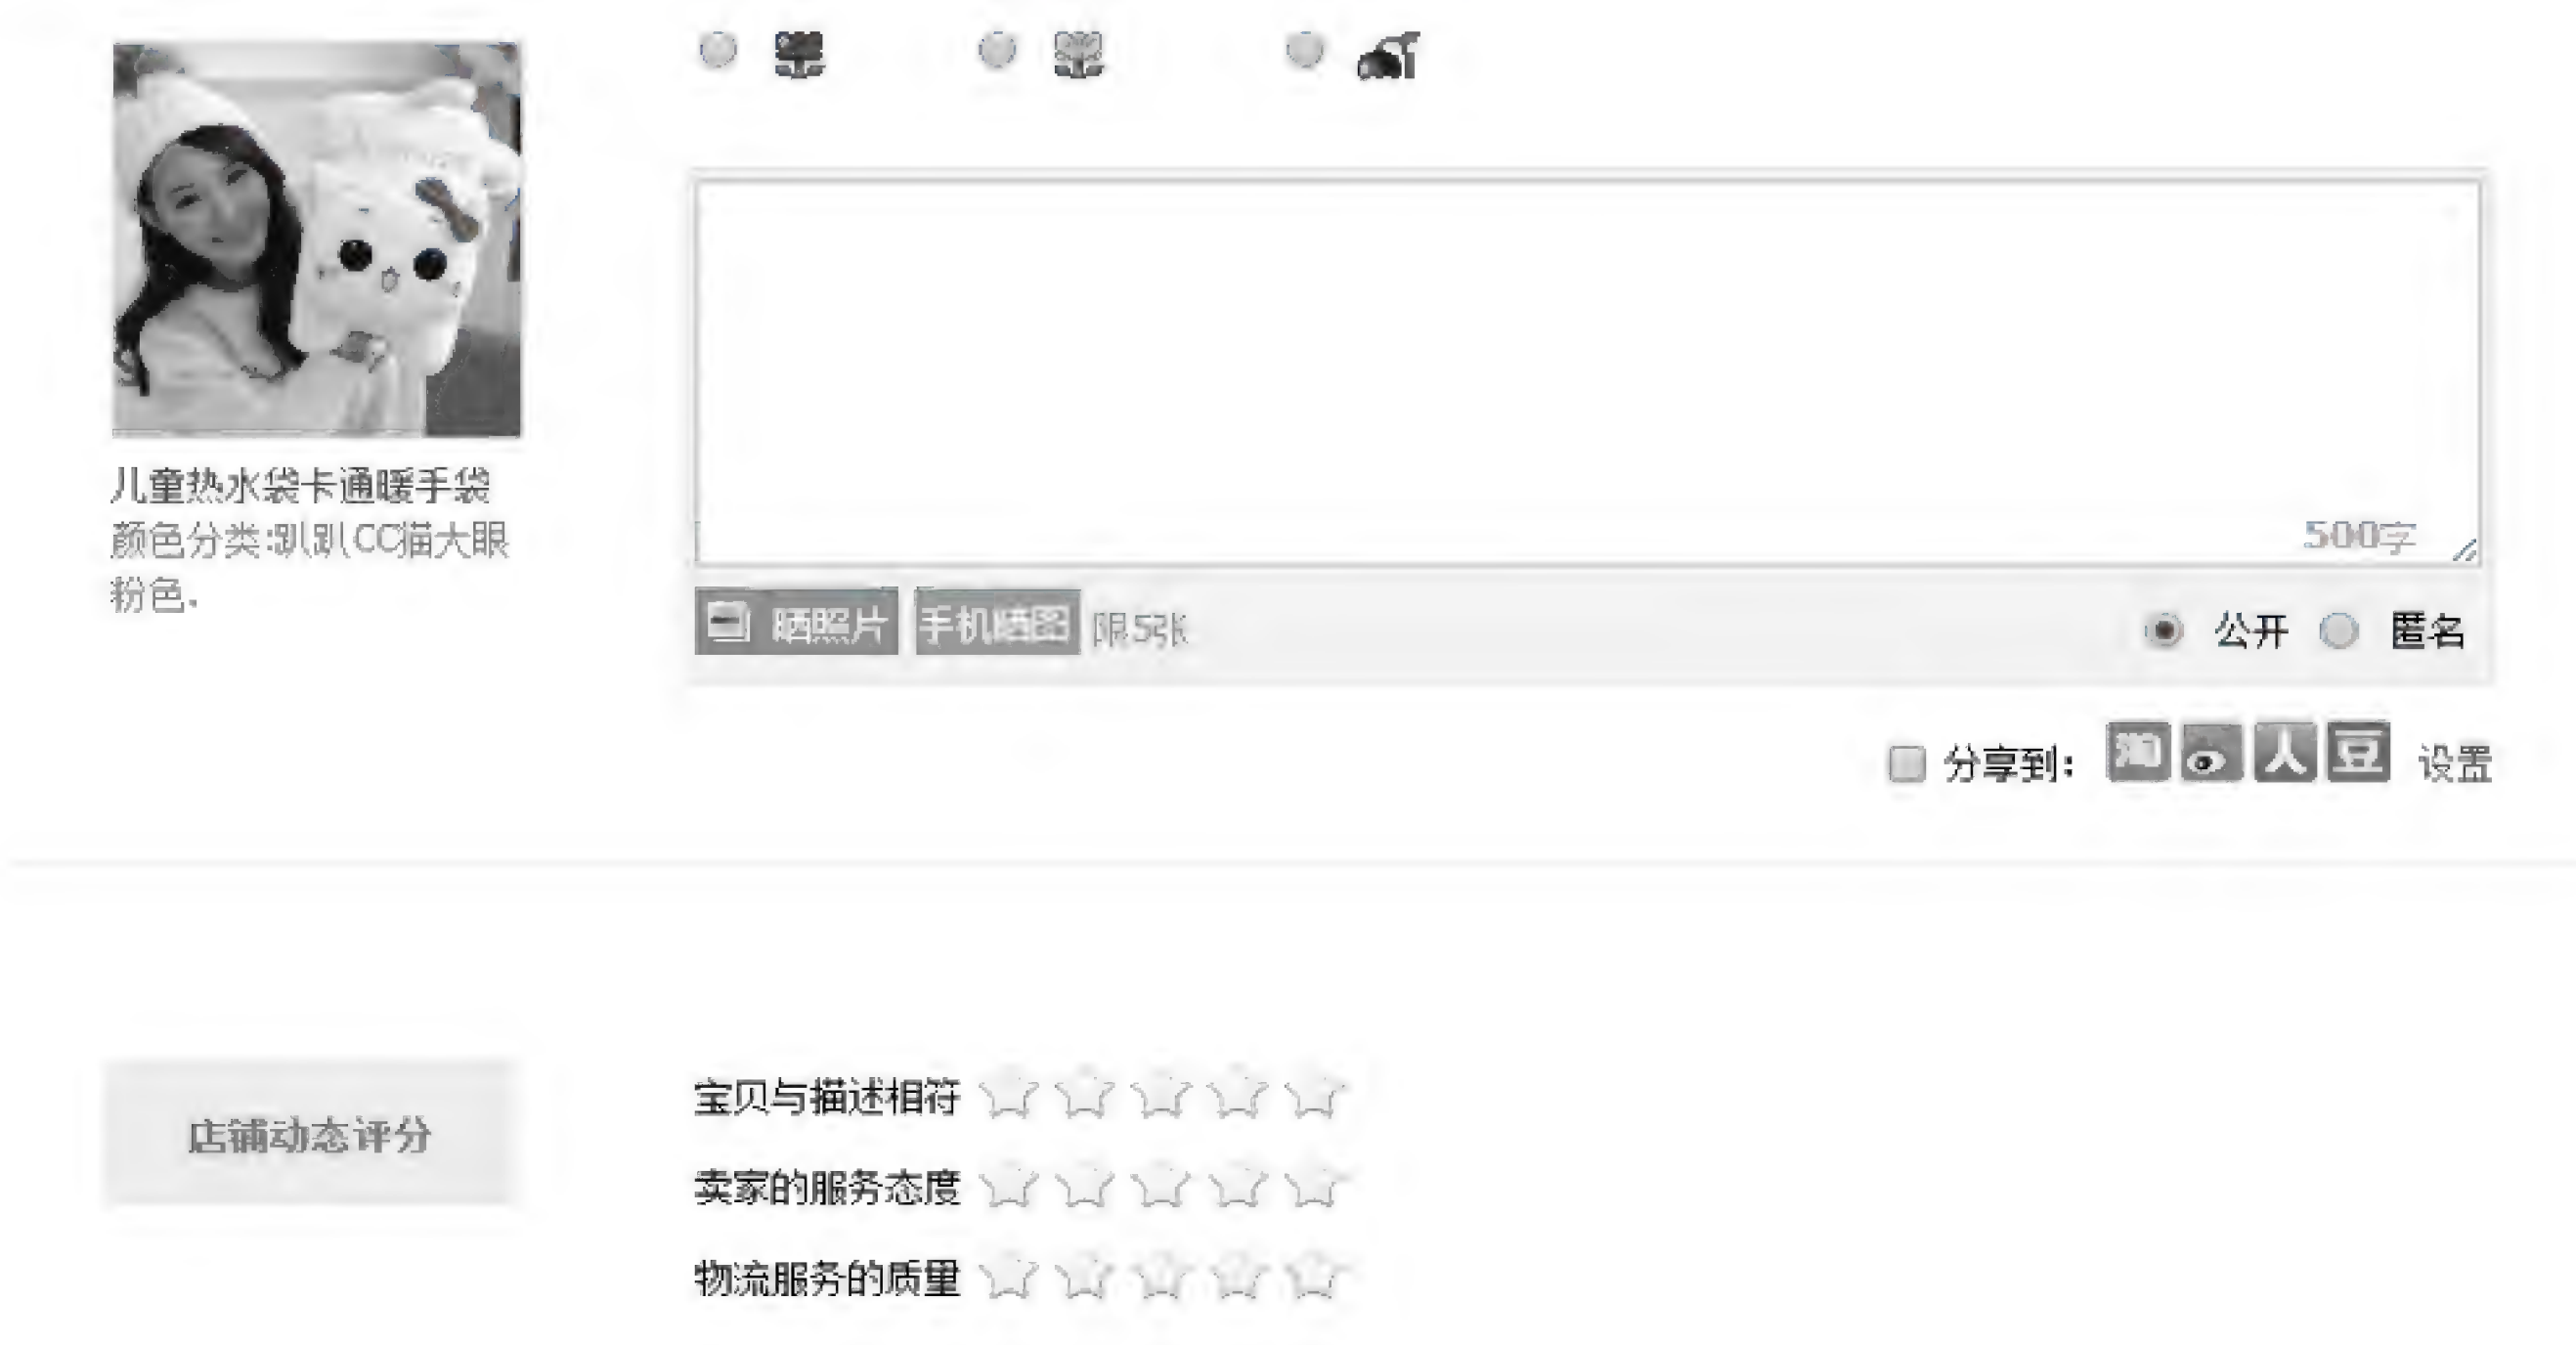 儿童热水袋卡通暖手袋
颜色分类:趴趴CC猫大眼
粉色.
500字
晒照片 手机晒图 限5张
公开 匿名
分享到: 淘 人 豆 设置
店铺动态评分
宝贝与描述相符
卖家的服务态度
物流服务的质量